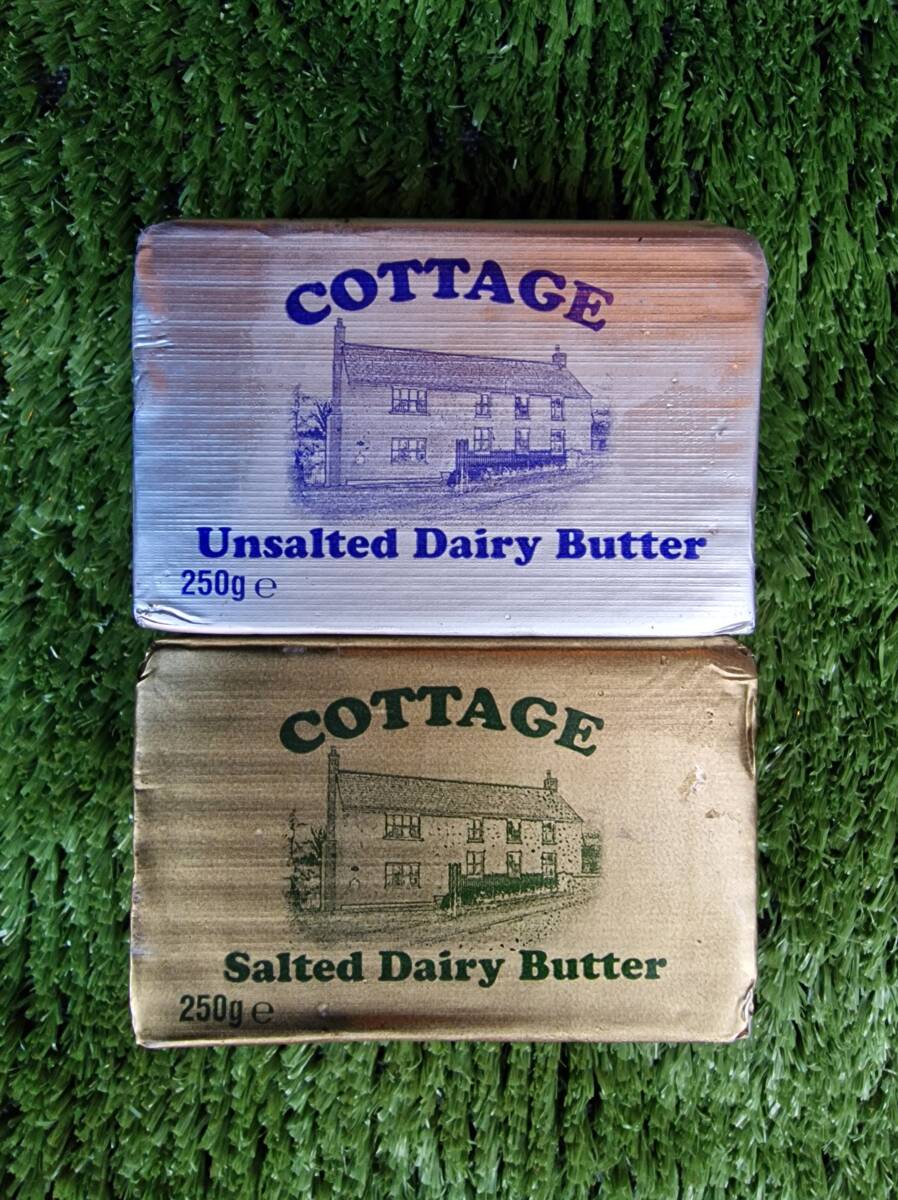 COTTAGE
Unsalted Dairy Butter
250g ℮
COTTAGE
Salted Dairy Butter
250g ℮